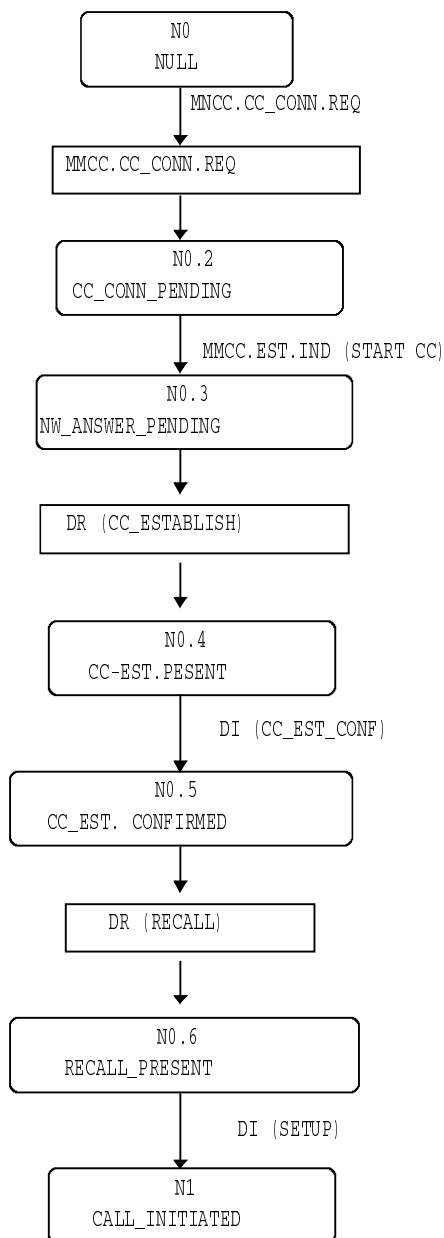 N0
NULL
MNCC.CC_CONN.REQ
MMCC.CC_CONN.REQ
N0.2
CC_CONN_PENDING
MMCC.EST.IND (START CC)
N0.3
NW_ANSWER_PENDING
DR (CC_ESTABLISH)
N0.4
CC-EST.PESENT
DI (CC_EST_CONF)
N0.5
CC_EST. CONFIRMED
DR (RECALL)
N0.6
RECALL_PRESENT
DI (SETUP)
N1
CALL_INITIATED